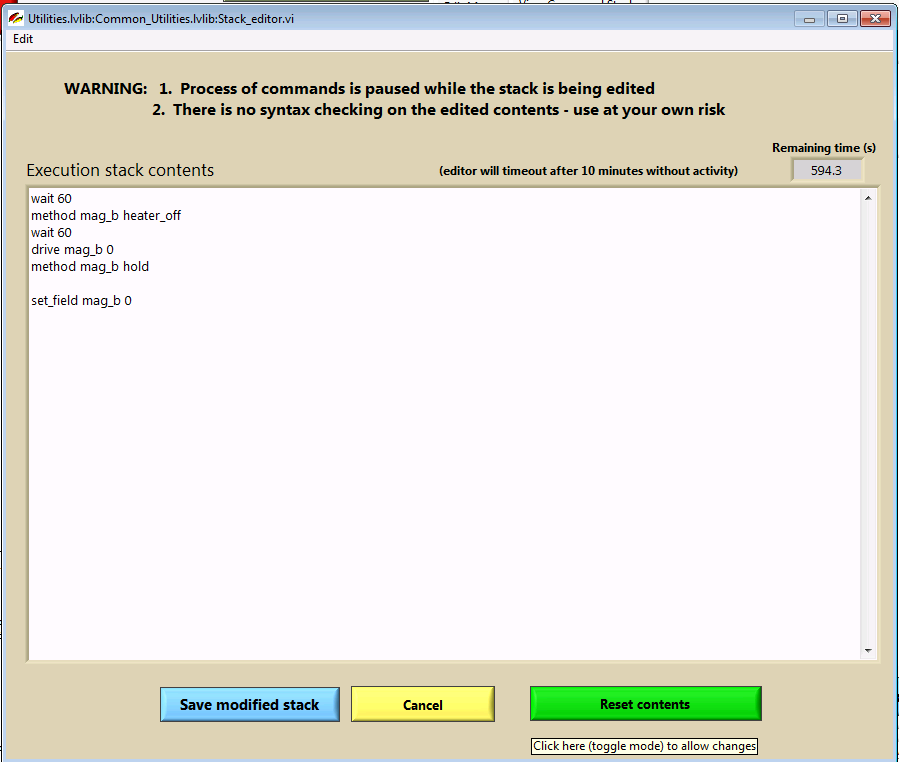 Utilities.lvlib:Common_Utilities.lvlib:Stack_editor.vi
Edit
WARNING: 1. Process of commands is paused while the stack is being edited
2. There is no syntax checking on the edited contents - use at your own risk
Remaining time (s)
Execution stack contents
(editor will timeout after 10 minutes without activity)
594.3
wait 60
method mag_b heater_off
wait 60
drive mag_b 0
method mag_b hold
set_field mag_b 0
Save modified stack
Cancel
Reset contents
Click here (toggle mode) to allow changes